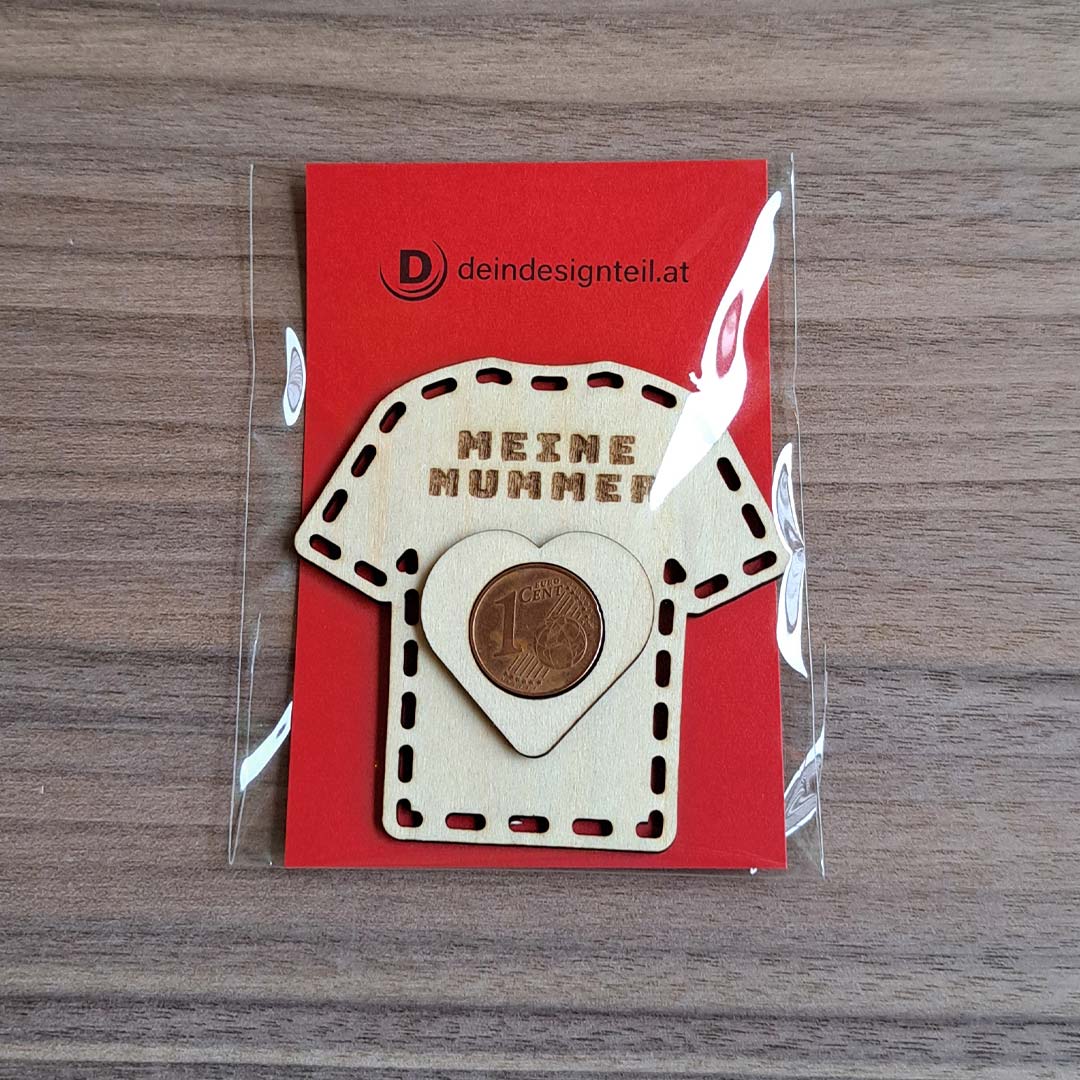 D deindesignteil.at
MEINE
NUMMER
1 EURO
CENT